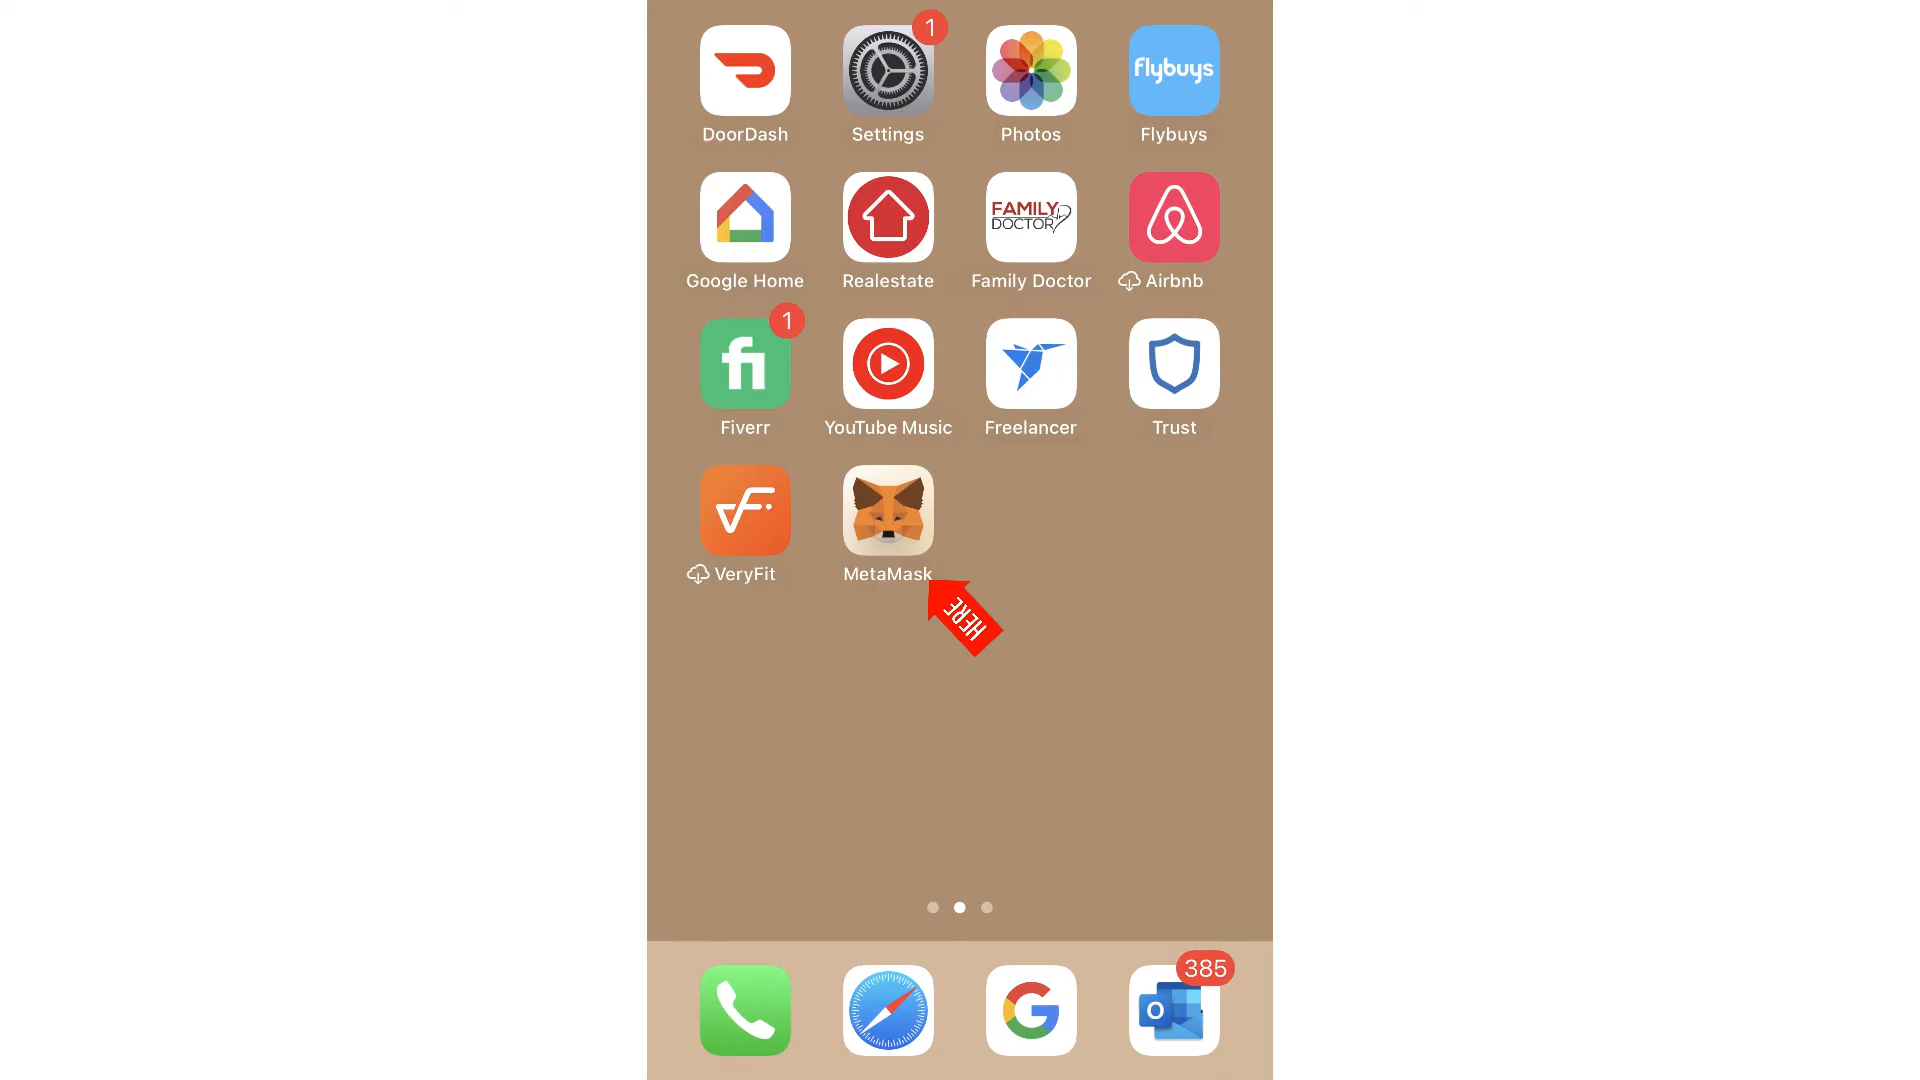 1
flybuys
DoorDash
Settings
Photos
Flybuys
FAMILY
DOCTOR
Google Home
Realestate
Family Doctor
Airbnb
1
fi
Fiverr
YouTube Music
Freelancer
Trust
VeryFit
MetaMask
HERE
385
G
O